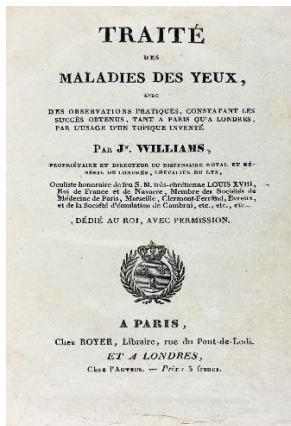 TRAITÉ
DES
MALADIES DES YEUX,
AVEC
DES OBSERVATIONS PRATIQUES, CONSTATANT LES
SUCCÈS OBTENUS, TANT A PARIS QU'A LONDRES,
PAR L'USAGE D'UN TOPIQUE INVENTÉ
PAR Jn. WILLIAMS,
PROPRIÉTAIRE ET DIRECTEUR DU DISPENSAIRE ROYAL ET GÉ-
NÉRAL DE LONDRES, CHEVALIER DU LYS,
Oculiste honoraire de feu S. M. très-chrétienne LOUIS XVIII,
Roi de France et de Navarre, Membre des Sociétés de
Médecine de Paris, Marseille, Clermont-Ferrand, Évreux,
et de la Société d'émulation de Cambrai, etc., etc., etc.
DÉDIÉ AU ROI, AVEC PERMISSION.
A PARIS,
Chez ROYER, Libraire, rue du Pont-de-Lodi.
ET A LONDRES,
Chez l'AUTEUR. — Prix: 5 francs.